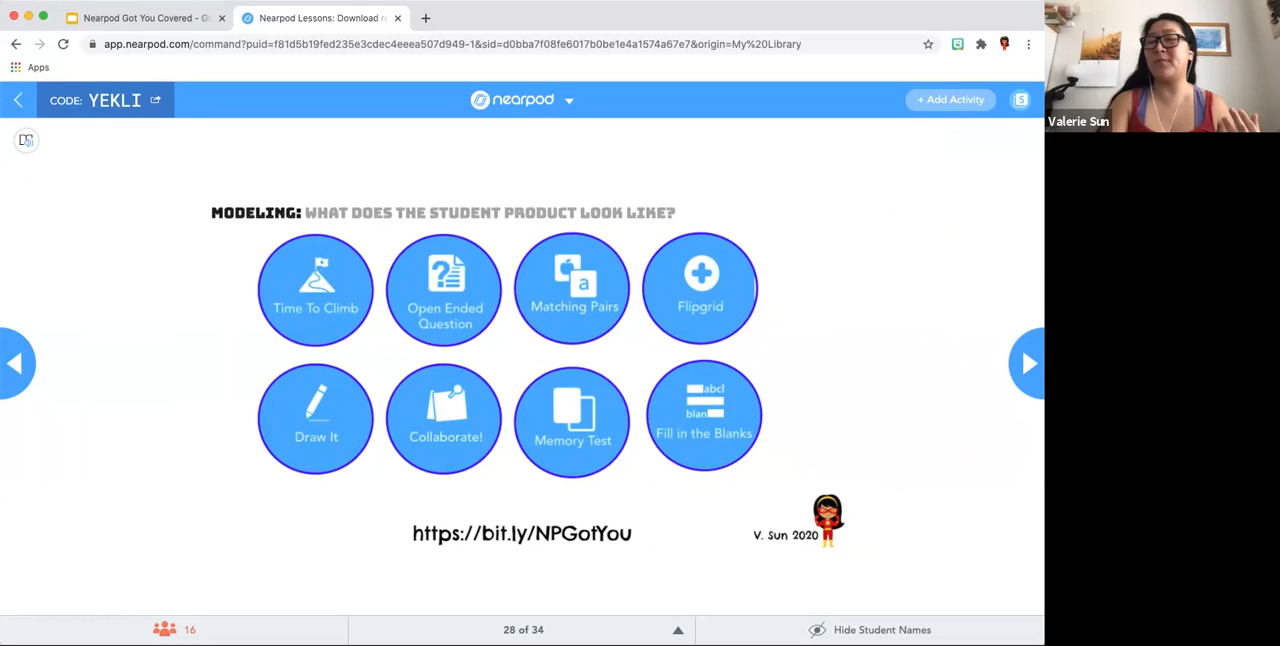 Nearpod Got You Covered - G
Nearpod Lessons: Download r
app.nearpod.com/command?puid=f81d5b19fed235e3cdec4eeea507d949-1&sid=d0bba7f08fe6017b0be1e4a1574a67e7&origin=My%20Library
Apps
CODE: YEKLI
nearpod
+ Add Activity
S
Valerie Sun
MODELING: WHAT DOES THE STUDENT PRODUCT LOOK LIKE?
Time To Climb
Open Ended
Question
Matching Pairs
Flipgrid
Draw It
Collaborate!
Memory Test
abcl
blan
Fill in the Blanks
https://bit.ly/NPGotYou
V. Sun 2020
16
28 of 34
Hide Student Names